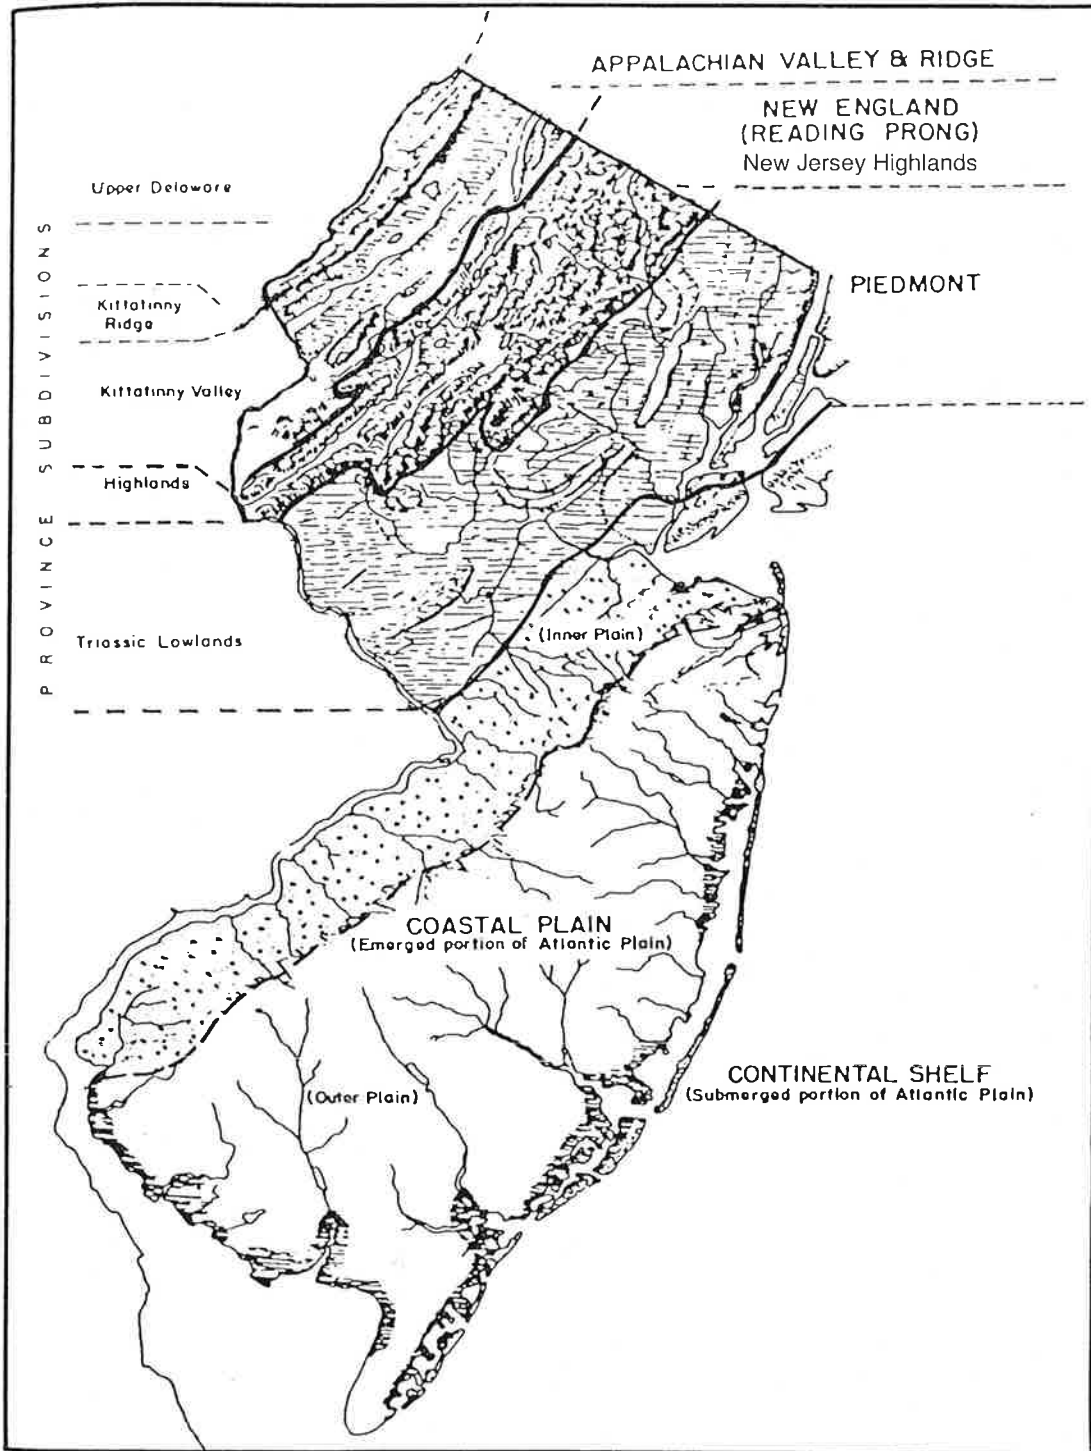 APPALACHIAN VALLEY & RIDGE
NEW ENGLAND
(READING PRONG)
New Jersey Highlands
PIEDMONT
PROVINCE SUBDIVISIONS
Upper Delaware
Kittatinny
Ridge
Kittatinny Valley
Highlands
Triassic Lowlands
(Inner Plain)
COASTAL PLAIN
(Emerged portion of Atlantic Plain)
(Outer Plain)
CONTINENTAL SHELF
(Submerged portion of Atlantic Plain)